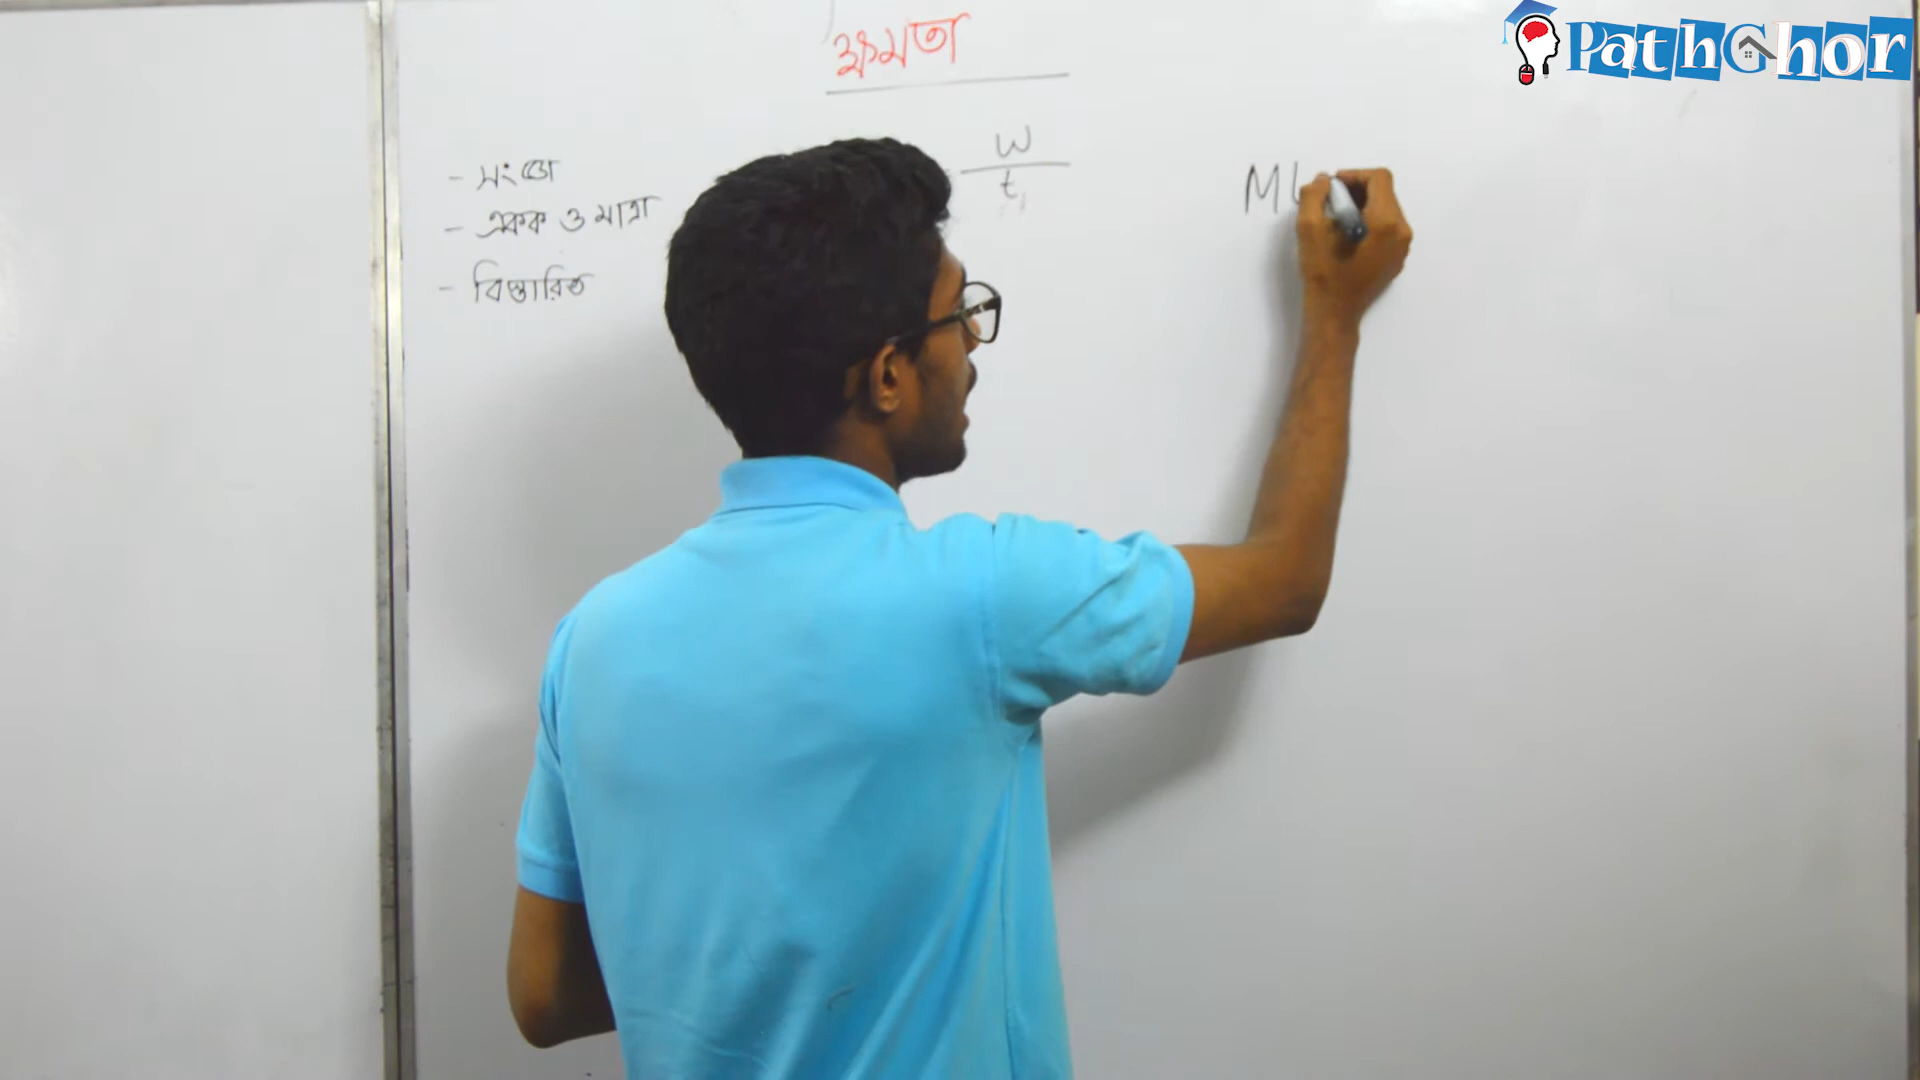 ক্ষমতা
PathGhor
- সংজ্ঞা
- একক ও মাত্রা
- বিস্তারিত
W
t
ML